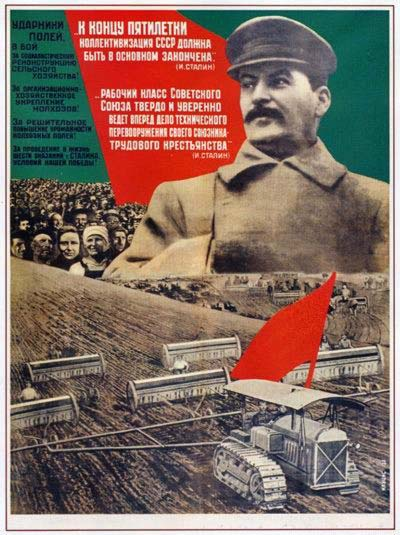 Ударники
полей,
в бой
за социалистическую
реконструкцию
сельского
хозяйства!
За организационно-
хозяйственное
укрепление
колхозов!
За решительное
повышение урожайности
колхозных полей!
За проведение в жизнь
шести указаний т. Сталина,
условий нашей победы!
„...К концу пятилетки
коллективизация СССР должна
быть в основном закончена“...
(И. Сталин)
„...Рабочий класс Советского
Союза твердо и уверенно
ведет вперед дело технического
перевооружения своего союзника-
трудового крестьянства“...
(И. Сталин)